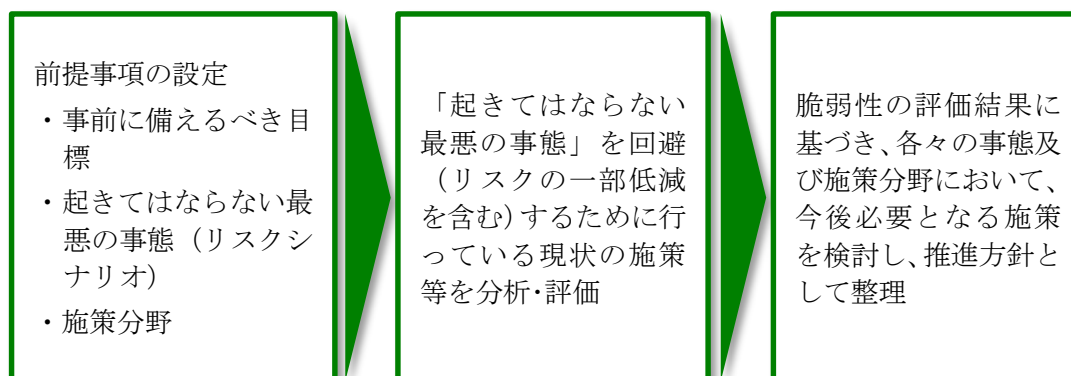 前提事項の設定
・事前に備えるべき目
標
・起きてはならない最
悪の事態（リスクシ
ナリオ）
・施策分野
「起きてはならない
最悪の事態」を回避
（リスクの一部低減
を含む）するために行
っている現状の施策
等を分析・評価
脆弱性の評価結果に
基づき、各々の事態及
び施策分野において、
今後必要となる施策
を検討し、推進方針と
して整理